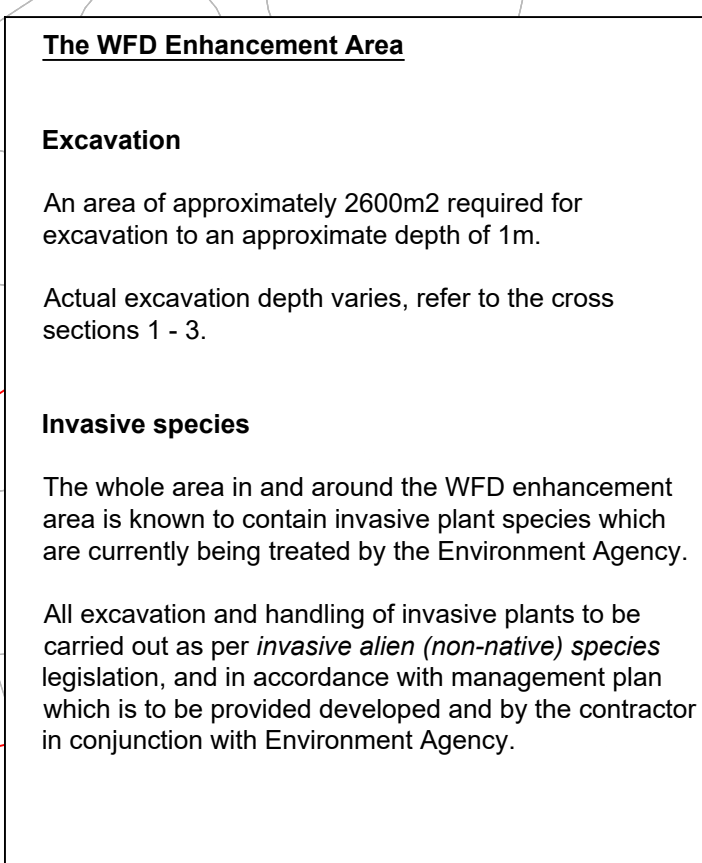 The WFD Enhancement Area
Excavation
An area of approximately 2600m2 required for
excavation to an approximate depth of 1m.
Actual excavation depth varies, refer to the cross
sections 1 - 3.
Invasive species
The whole area in and around the WFD enhancement
area is known to contain invasive plant species which
are currently being treated by the Environment Agency.
All excavation and handling of invasive plants to be
carried out as per invasive alien (non-native) species
legislation, and in accordance with management plan
which is to be provided developed and by the contractor
in conjunction with Environment Agency.